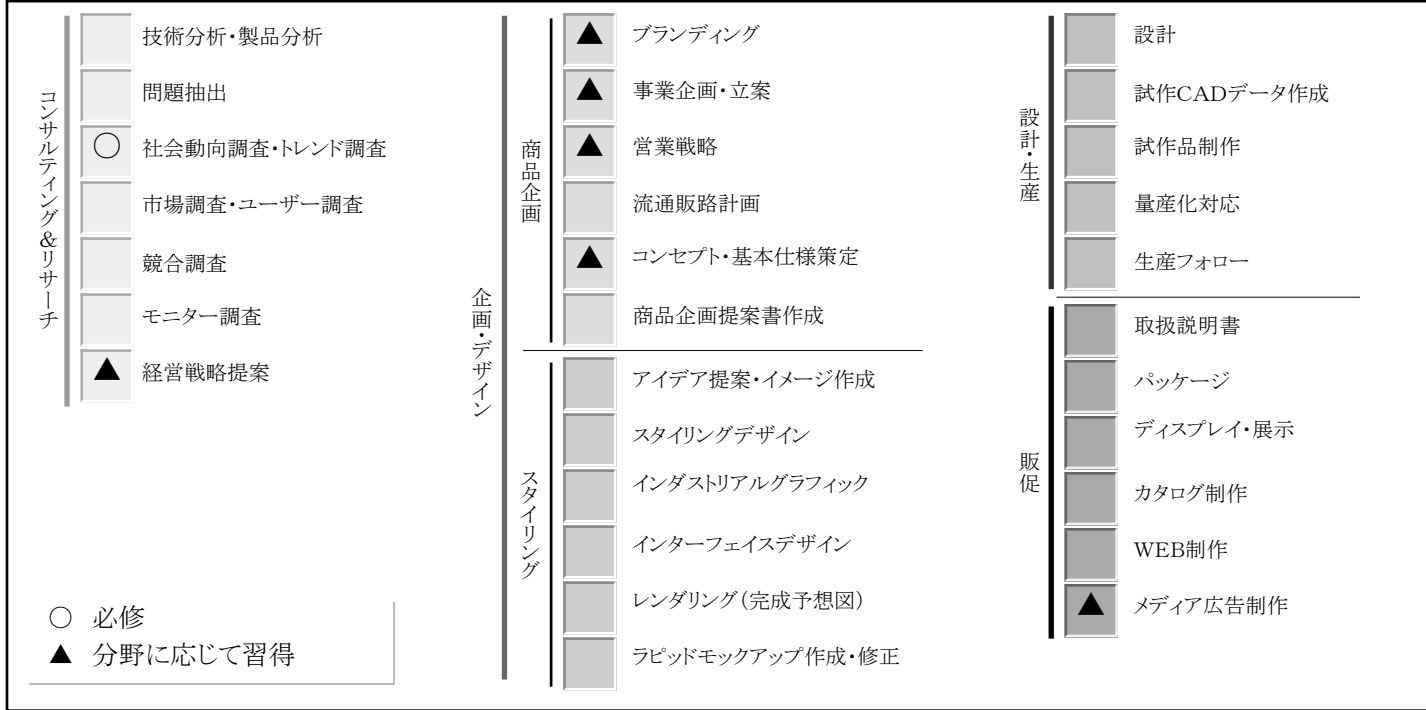 コンサルティング&リサーチ
技術分析・製品分析
問題抽出
○ 社会動向調査・トレンド調査
市場調査・ユーザー調査
競合調査
モニター調査
▲ 経営戦略提案
企画・デザイン
商品企画
▲ ブランディング
▲ 事業企画・立案
▲ 営業戦略
流通販路計画
▲ コンセプト・基本仕様策定
商品企画提案書作成
スタイリング
アイデア提案・イメージ作成
スタイリングデザイン
インダストリアルグラフィック
インターフェイスデザイン
レンダリング(完成予想図)
ラピッドモックアップ作成・修正
設計・生産
設計
試作CADデータ作成
試作品制作
量産化対応
生産フォロー
販促
取扱説明書
パッケージ
ディスプレイ・展示
カタログ制作
WEB制作
▲ メディア広告制作
○ 必修
▲ 分野に応じて習得